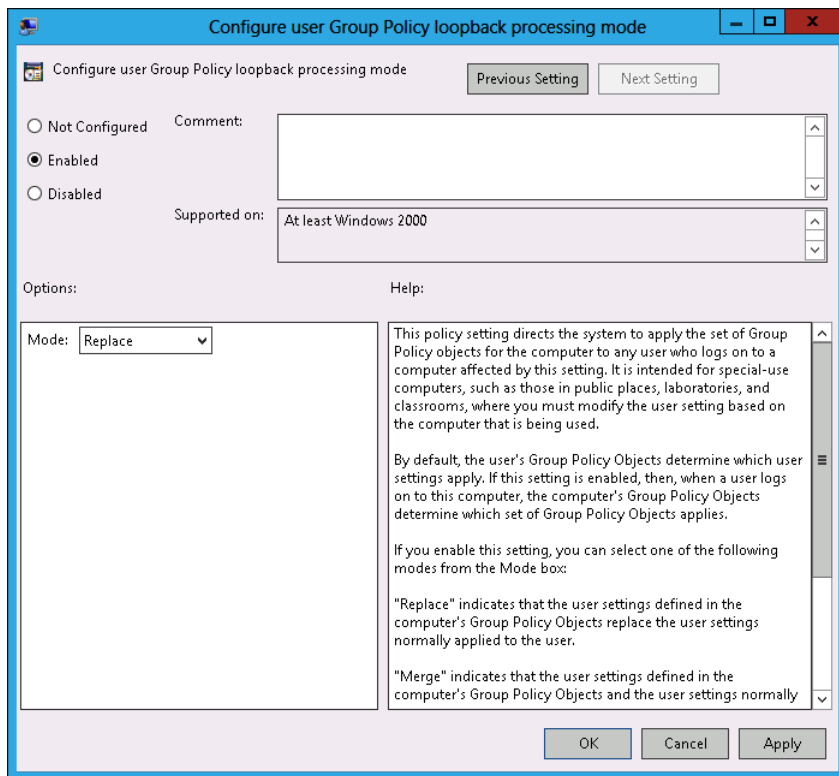 Configure user Group Policy loopback processing mode
Configure user Group Policy loopback processing mode
Previous Setting
Next Setting
Not Configured
Comment:
Enabled
Disabled
Supported on:
At least Windows 2000
Options:
Help:
Mode:
Replace
This policy setting directs the system to apply the set of Group
Policy objects for the computer to any user who logs on to a
computer affected by this setting. It is intended for special-use
computers, such as those in public places, laboratories, and
classrooms, where you must modify the user setting based on
the computer that is being used.
By default, the user's Group Policy Objects determine which user
settings apply. If this setting is enabled, then, when a user logs
on to this computer, the computer's Group Policy Objects
determine which set of Group Policy Objects applies.
If you enable this setting, you can select one of the following
modes from the Mode box:
"Replace" indicates that the user settings defined in the
computer's Group Policy Objects replace the user settings
normally applied to the user.
"Merge" indicates that the user settings defined in the
computer's Group Policy Objects and the user settings normally
OK
Cancel
Apply